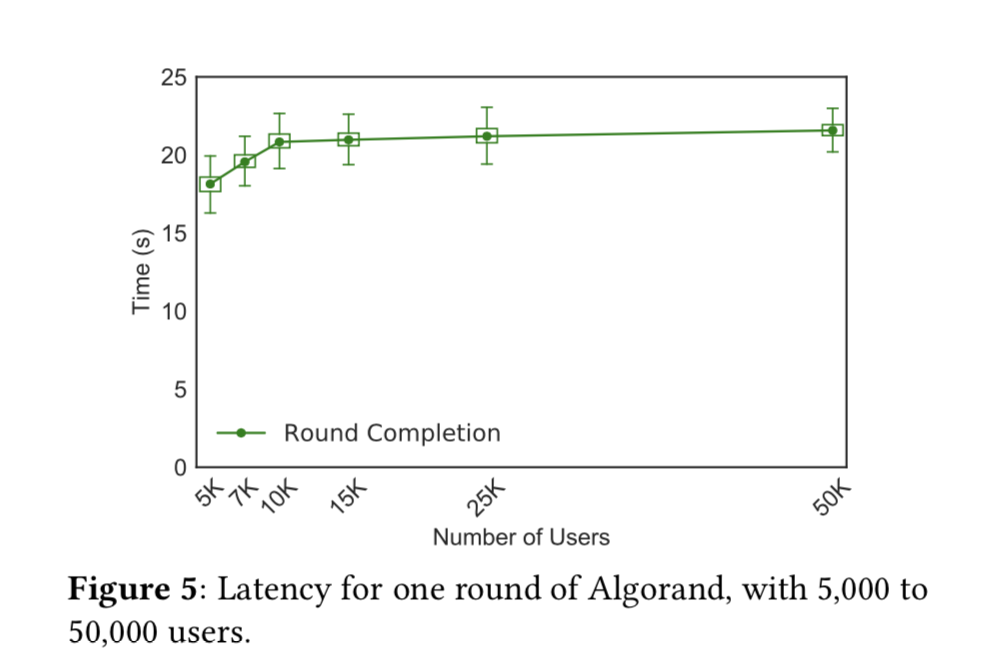 25
20
15
10
5
0
Time (s)
Round Completion
5K
7K
10K
15K
25K
50K
Number of Users
Figure 5: Latency for one round of Algorand, with 5,000 to
50,000 users.